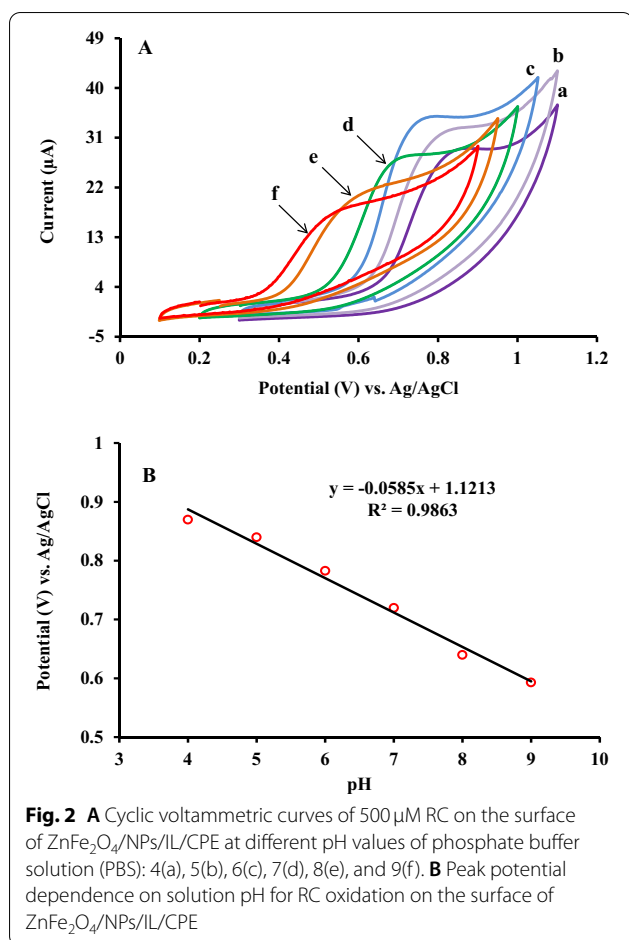 49
A
40
31
22
13
4
-5
Current (µA)
a
b
c
d
e
f
0 0.2 0.4 0.6 0.8 1 1.2
Potential (V) vs. Ag/AgCl
1
B
0.9
0.8
0.7
0.6
0.5
Potential (V) vs. Ag/AgCl
y = -0.0585x + 1.1213
R² = 0.9863
3 4 5 6 7 8 9 10
pH
Fig. 2 A Cyclic voltammetric curves of 500 µM RC on the surface
of ZnFe₂O₄/NPs/IL/CPE at different pH values of phosphate buffer
solution (PBS): 4(a), 5(b), 6(c), 7(d), 8(e), and 9(f). B Peak potential
dependence on solution pH for RC oxidation on the surface of
ZnFe₂O₄/NPs/IL/CPE